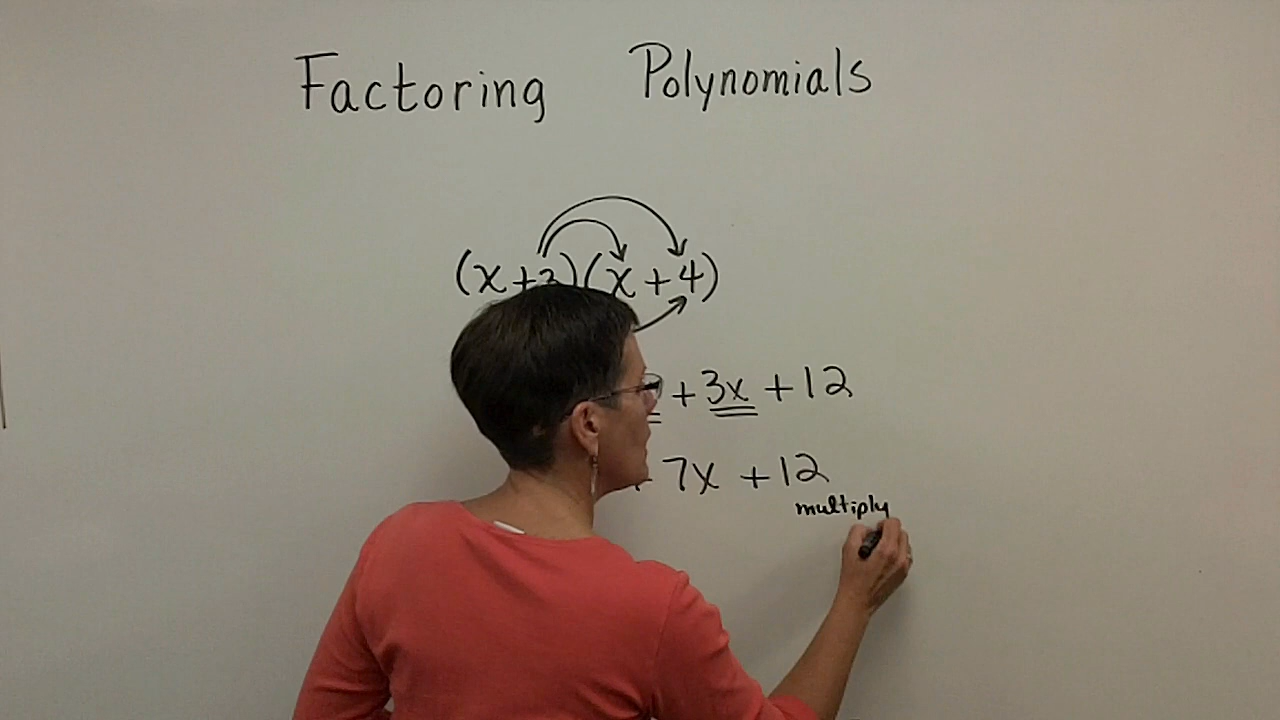 Factoring Polynomials
(x+3)(x+4)
+ 3x + 12
7x + 12
multiply